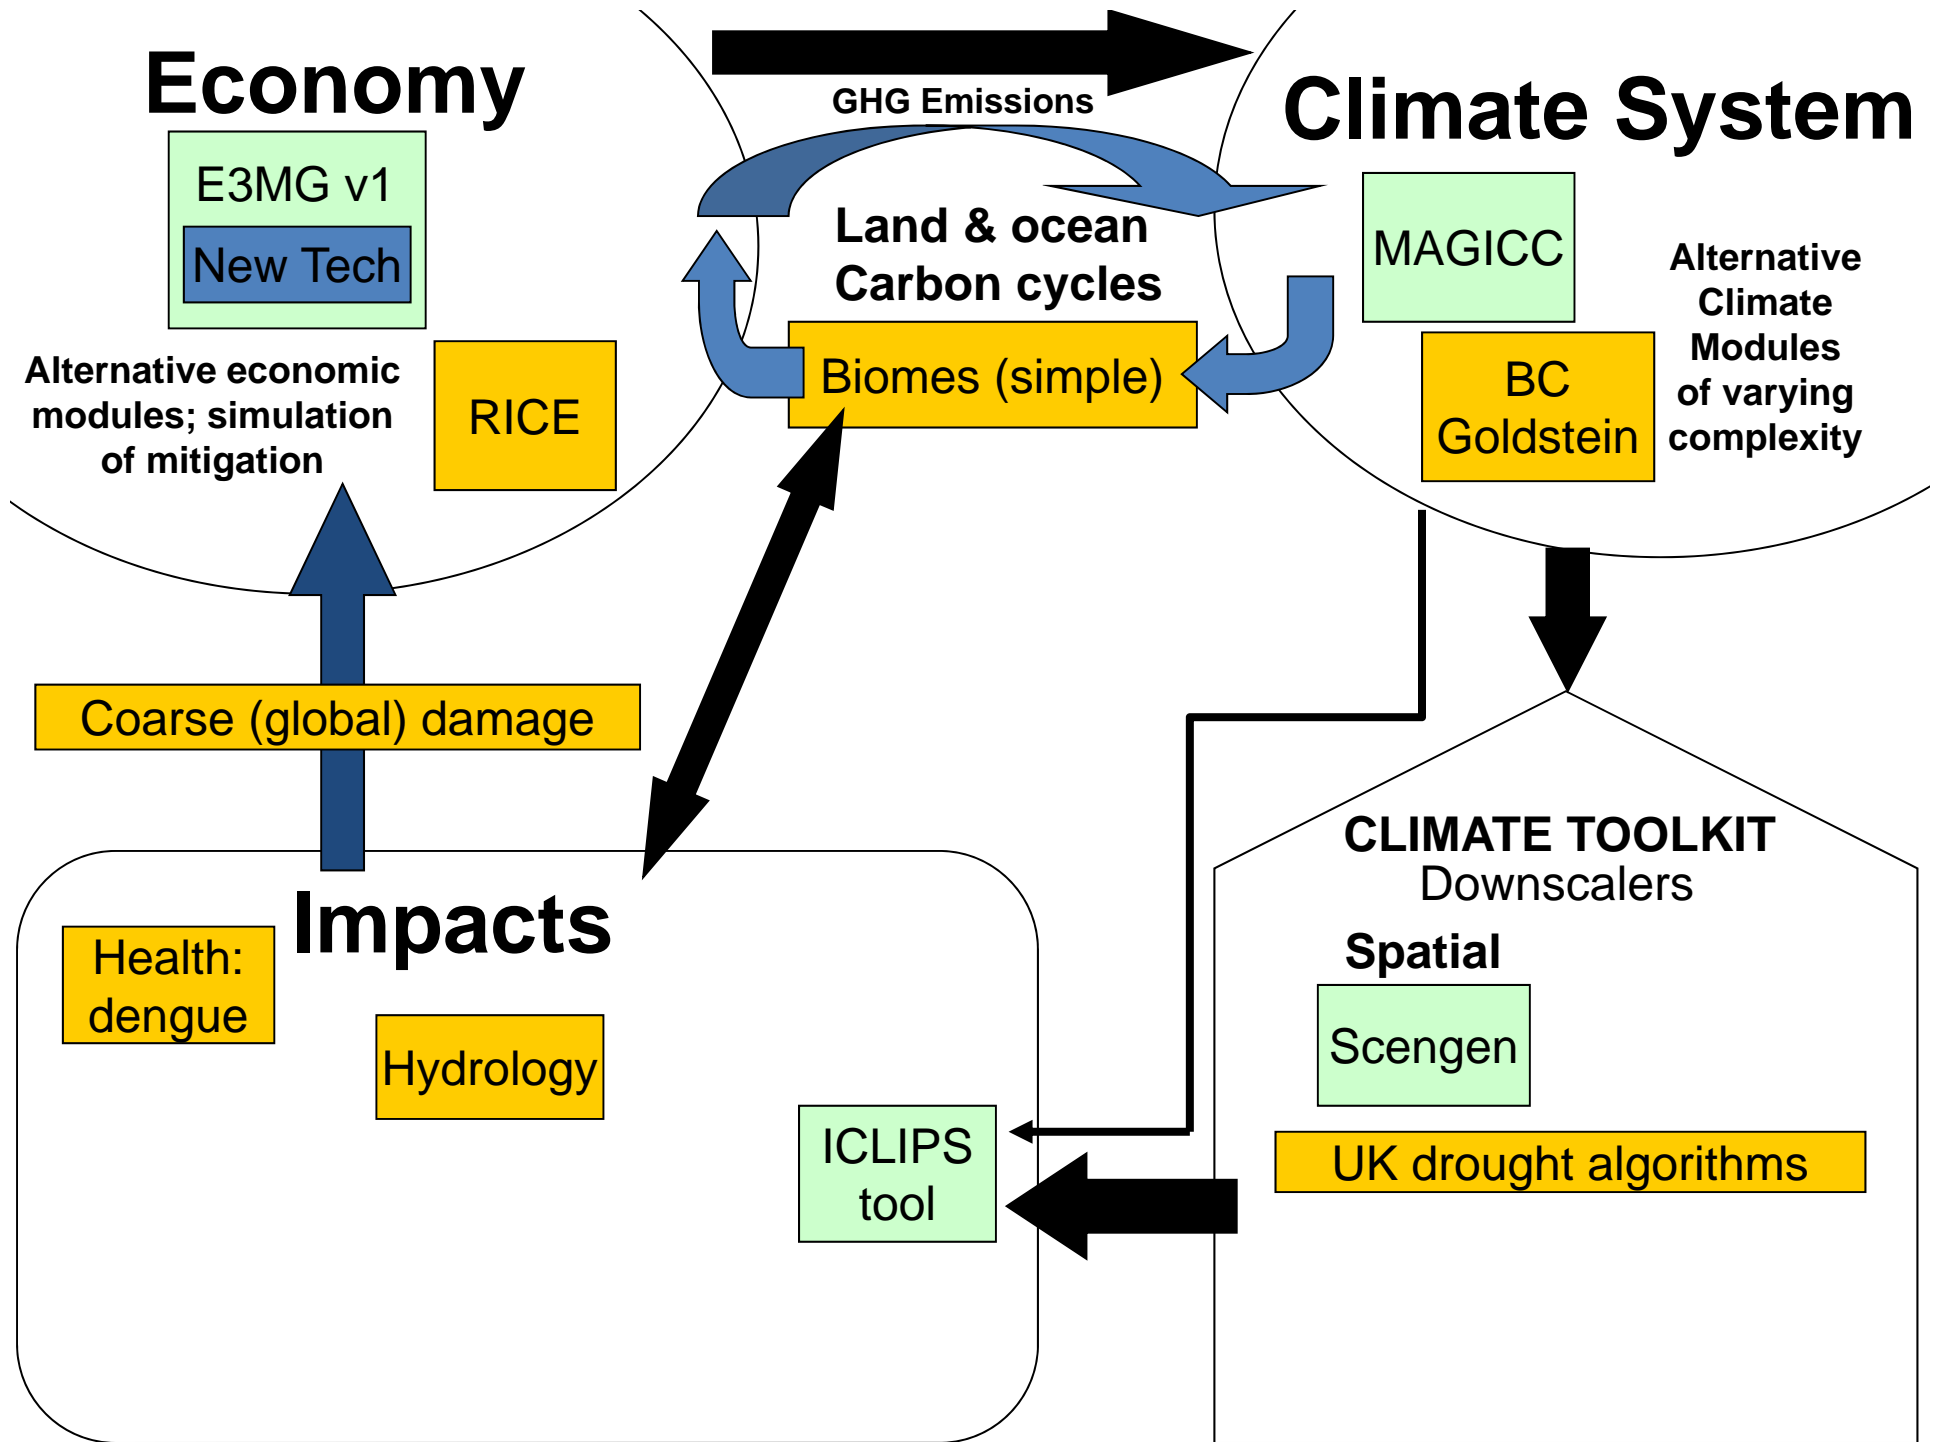 Economy
E3MG v1
New Tech
Alternative economic
modules; simulation
of mitigation
RICE
GHG Emissions
Land & ocean
Carbon cycles
Biomes (simple)
Climate System
MAGICC
Alternative
Climate
Modules
of varying
complexity
BC
Goldstein
Coarse (global) damage
Impacts
Health:
dengue
Hydrology
ICLIPS
tool
CLIMATE TOOLKIT
Downscalers
Spatial
Scengen
UK drought algorithms